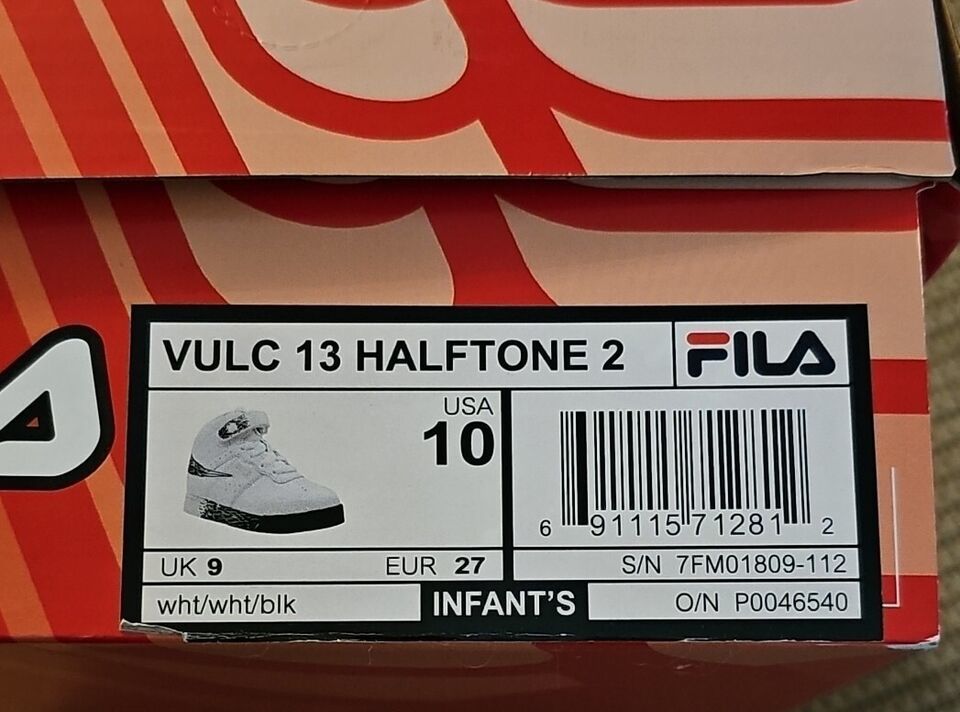 VULC 13 HALFTONE 2
FILA
USA
10
6 91115 71281 2
UK 9
EUR 27
S/N 7FM01809-112
wht/wht/blk
INFANT'S
O/N P0046540